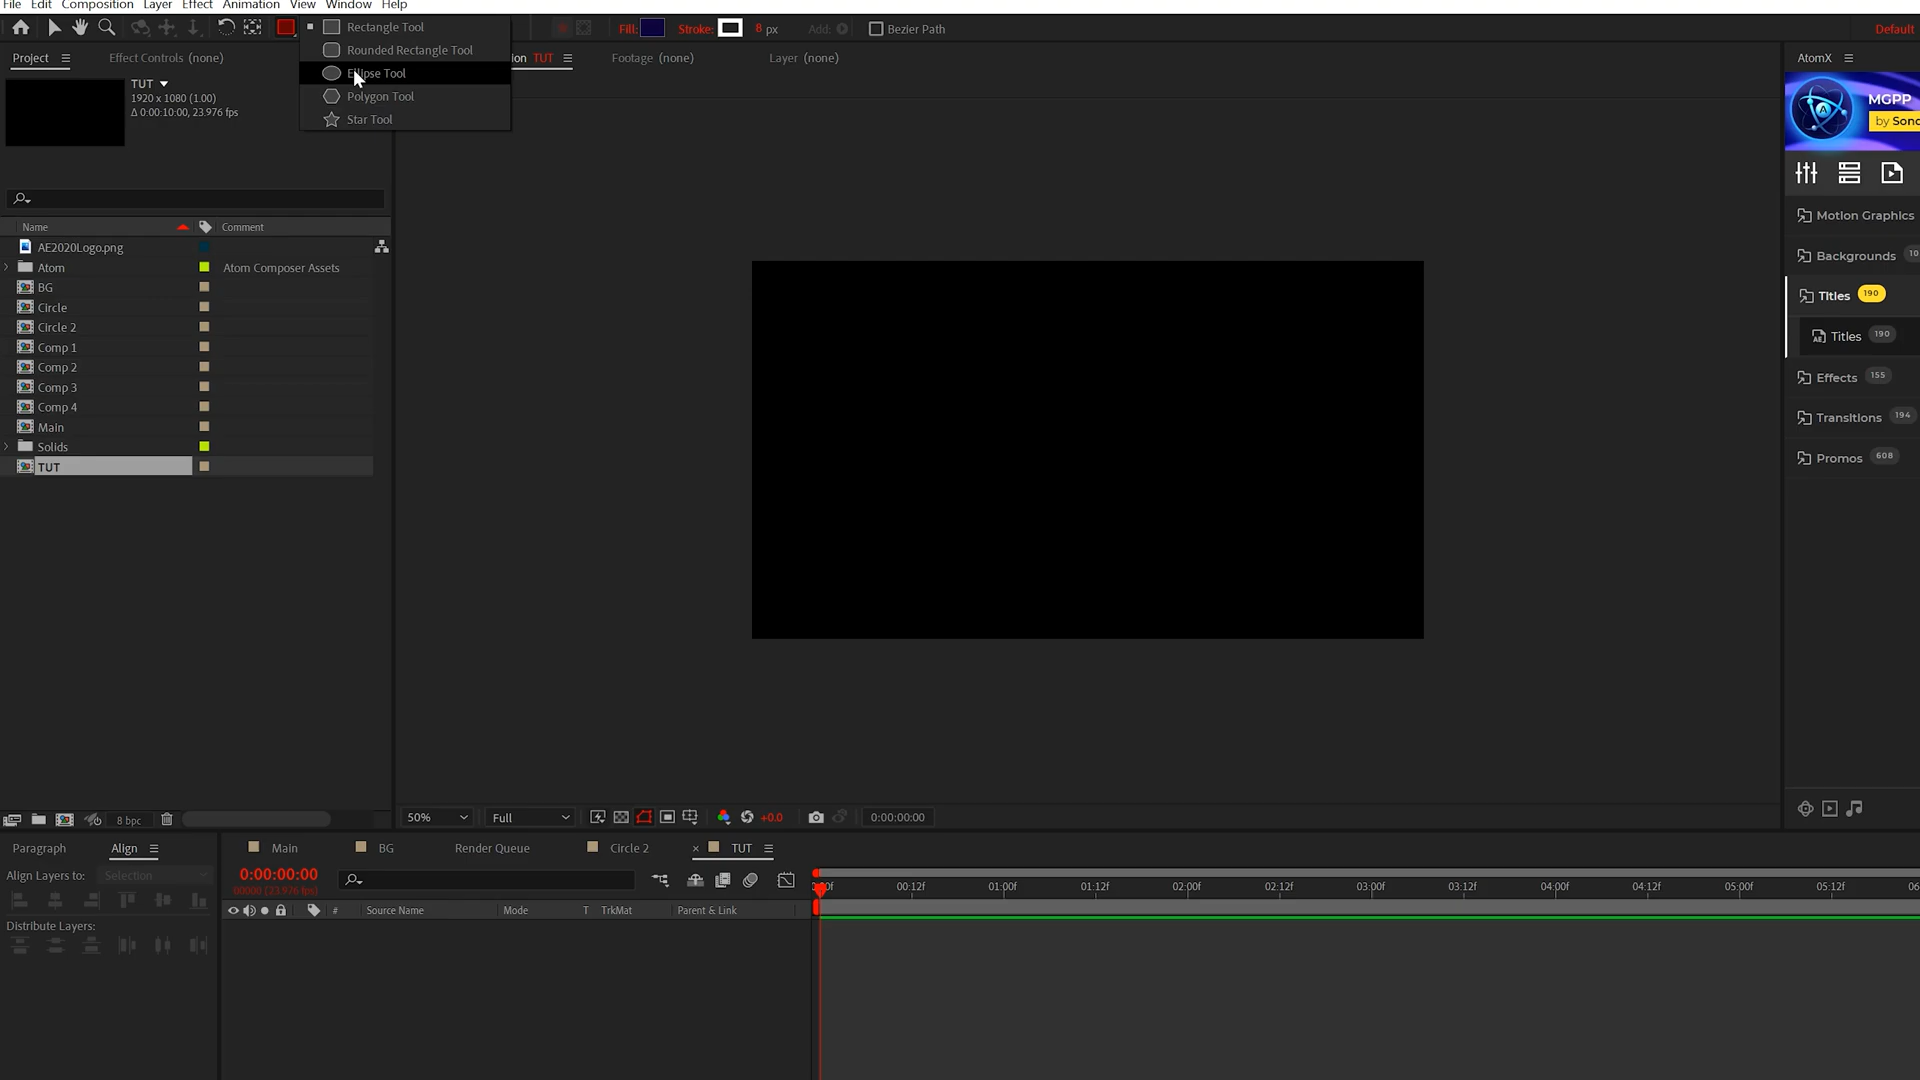 File Edit Composition Layer Effect Animation View Window Help
Rectangle Tool
Rounded Rectangle Tool
Ellipse Tool
Polygon Tool
Star Tool
Fill: Stroke: 8 px Add: Bezier Path Default
Project Effect Controls (none)
TUT
Footage (none) Layer (none)
AtomX
TUT
1920 x 1080 (1.00)
Δ 0:00:10:00, 23.976 fps
MGPP
A
Name Comment
AE2020Logo.png
Atom Atom Composer Assets
BG
Circle
Circle 2
Comp 1
Comp 2
Comp 3
Comp 4
Main
Solids
TUT
Motion Graphics
Backgrounds
Titles 190
Titles 190
Effects 155
Transitions 194
Promos 608
8 bpc
50% Full +0.0 0:00:00:00
Paragraph Align
Align Layers to: Selection
Distribute Layers:
Main BG Render Queue Circle 2 × TUT
0:00:00:00
00000 (23.976 fps)
# Source Name Mode T TrkMat Parent & Link
00:12f 01:00f 01:12f 02:00f 02:12f 03:00f 03:12f 04:00f 04:12f 05:00f 05:12f